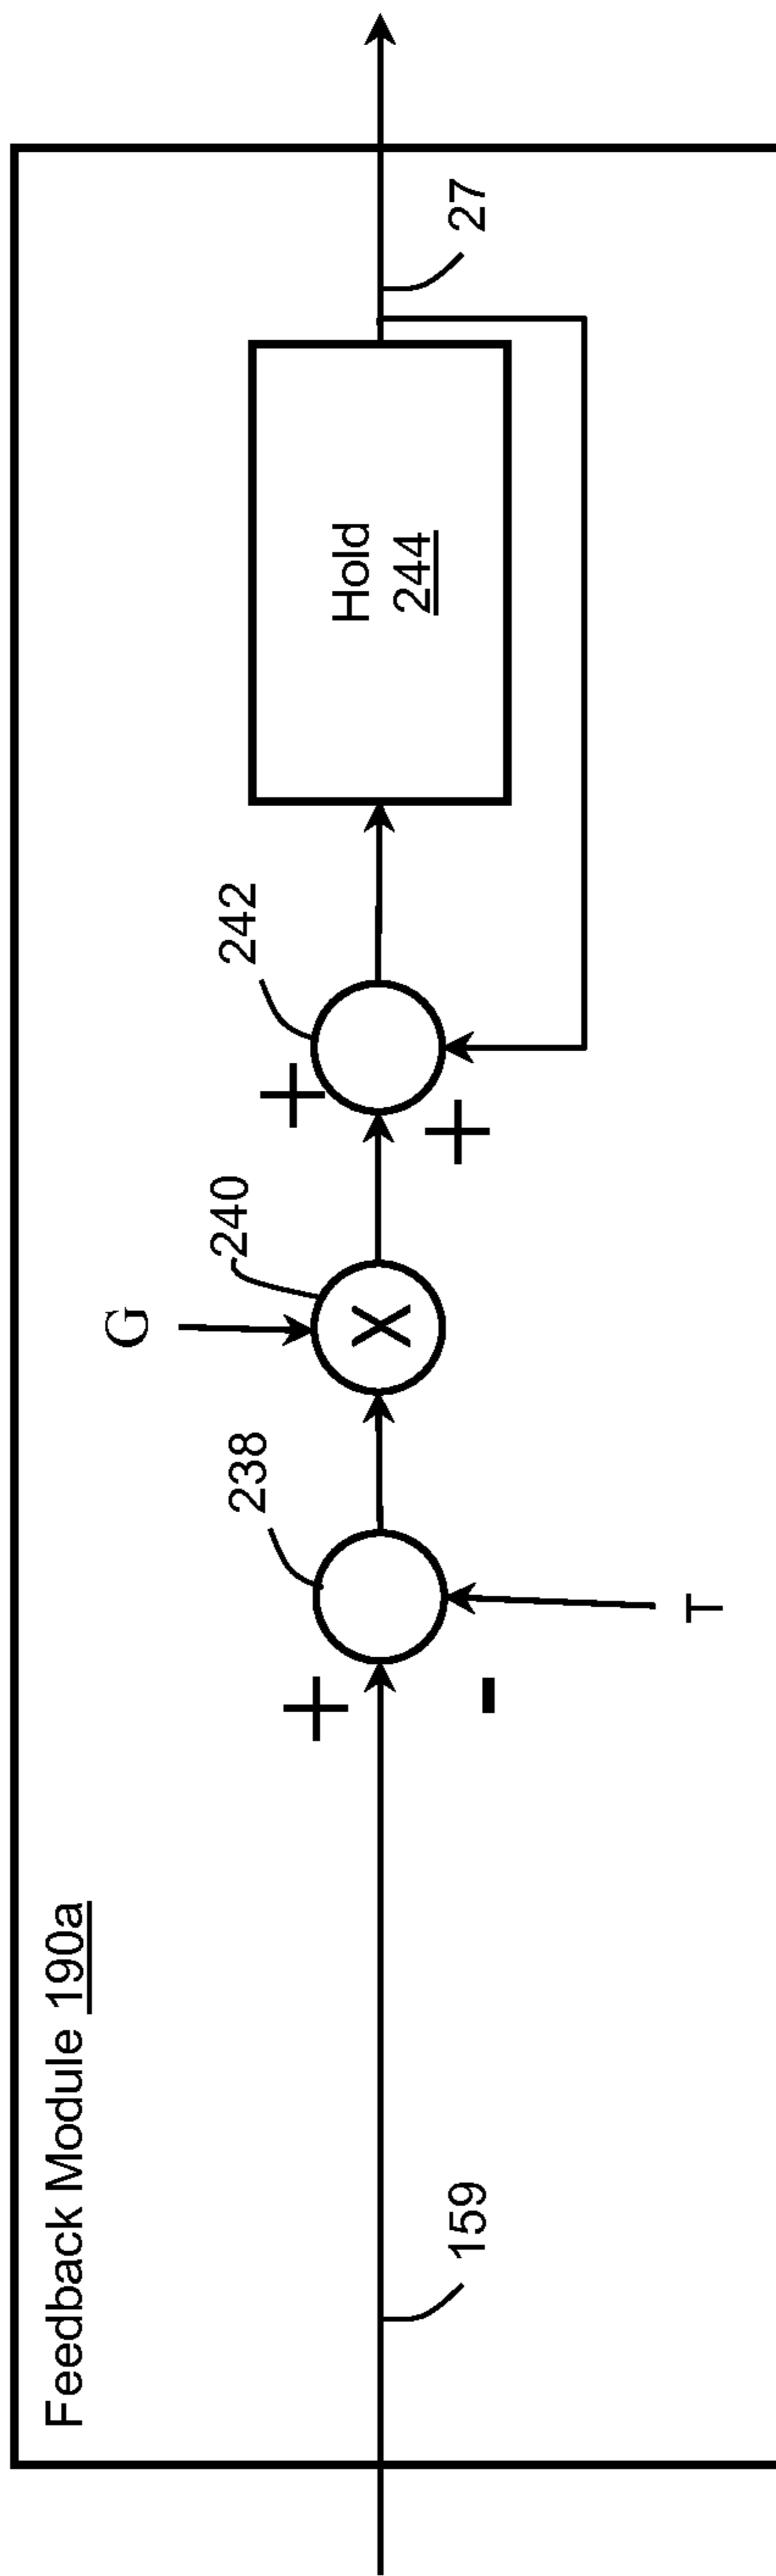 Feedback Module 190a
159
+
-
T
238
G
240
X
+
+
242
Hold
244
27